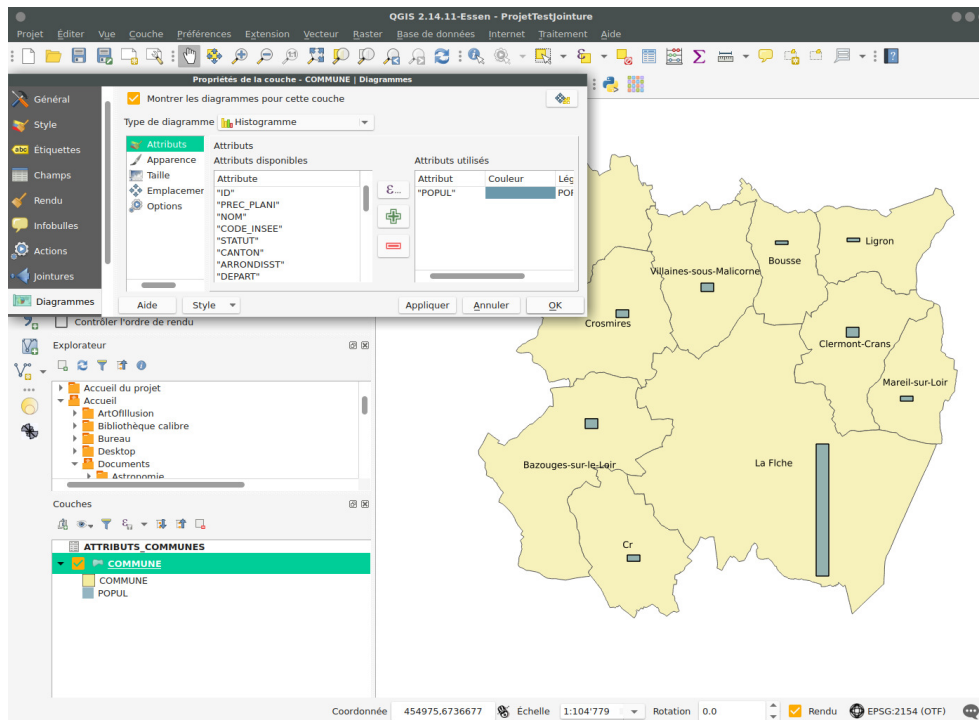 QGIS 2.14.11-Essen - ProjetTestJointure
Projet Éditer Vue Couche Préférences Extension Vecteur Raster Base de données Internet Traitement Aide
Propriétés de la couche - COMMUNE | Diagrammes
Général
Style
abc Étiquettes
Champs
Rendu
Infobulles
Actions
Jointures
Diagrammes
Montrer les diagrammes pour cette couche
Type de diagramme Histogramme
Attributs
Apparence
Taille
Emplacemer
Options
Attributs
Attributs disponibles
Attribute
"ID"
"PREC_PLANI"
"NOM"
"CODE_INSEE"
"STATUT"
"CANTON"
"ARRONDISST"
"DEPART"
ε...
Attributs utilisés
Attribut Couleur Lég
"POPUL" POP
Aide Style Appliquer Annuler OK
Contrôler l'ordre de rendu
Explorateur
Accueil du projet
Accueil
ArtOfIllusion
Bibliothèque calibre
Bureau
Desktop
Documents
Astronomie
Couches
ATTRIBUTS_COMMUNES
COMMUNE
COMMUNE
POPUL
Ligron
Bousse
Villaines-sous-Malicorne
Crosmires
Clermont-Crans
Mareil-sur-Loir
Bazouges-sur-le-Loir
La Flche
Cr
Coordonnée 454975.6736677 Échelle 1:104'779 Rotation 0.0 Rendu EPSG:2154 (OTF)